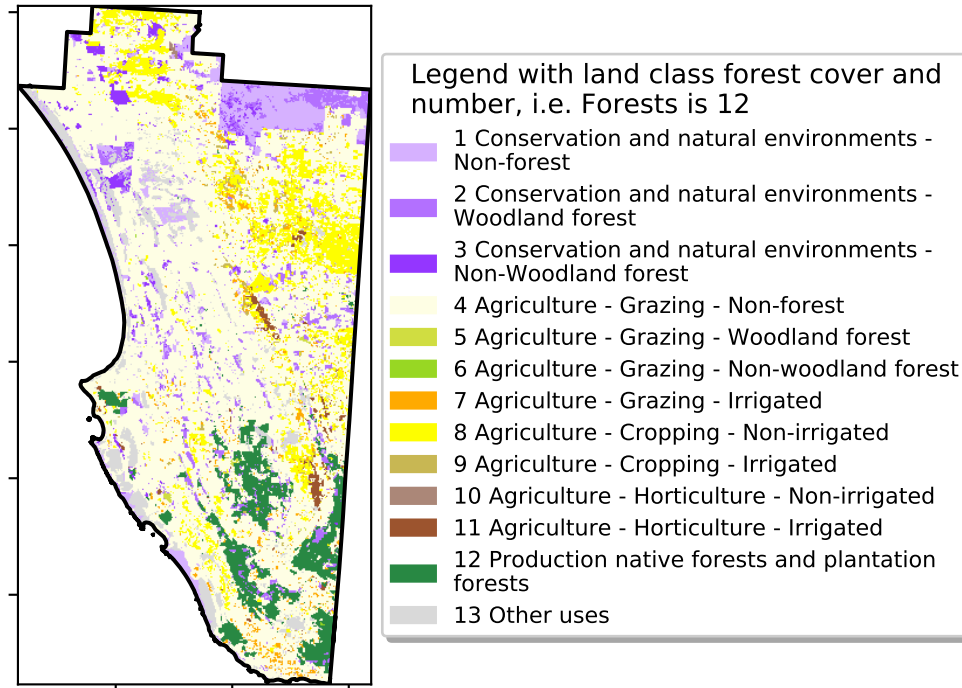 Legend with land class forest cover and
number, i.e. Forests is 12
1 Conservation and natural environments -
Non-forest
2 Conservation and natural environments -
Woodland forest
3 Conservation and natural environments -
Non-Woodland forest
4 Agriculture - Grazing - Non-forest
5 Agriculture - Grazing - Woodland forest
6 Agriculture - Grazing - Non-woodland forest
7 Agriculture - Grazing - Irrigated
8 Agriculture - Cropping - Non-irrigated
9 Agriculture - Cropping - Irrigated
10 Agriculture - Horticulture - Non-irrigated
11 Agriculture - Horticulture - Irrigated
12 Production native forests and plantation
forests
13 Other uses